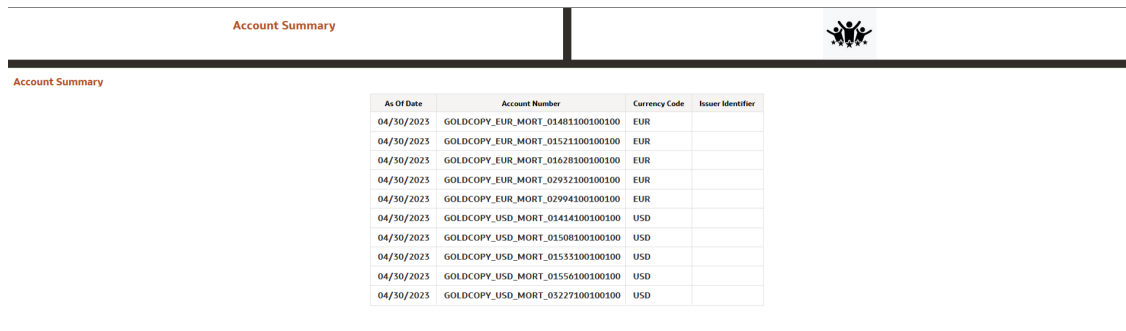 Account Summary
Account Summary
As Of Date Account Number Currency Code Issuer Identifier
04/30/2023 GOLDCOPY_EUR_MORT_01481100100100 EUR
04/30/2023 GOLDCOPY_EUR_MORT_01521100100100 EUR
04/30/2023 GOLDCOPY_EUR_MORT_01628100100100 EUR
04/30/2023 GOLDCOPY_EUR_MORT_02932100100100 EUR
04/30/2023 GOLDCOPY_EUR_MORT_02994100100100 EUR
04/30/2023 GOLDCOPY_USD_MORT_01414100100100 USD
04/30/2023 GOLDCOPY_USD_MORT_01508100100100 USD
04/30/2023 GOLDCOPY_USD_MORT_01533100100100 USD
04/30/2023 GOLDCOPY_USD_MORT_01556100100100 USD
04/30/2023 GOLDCOPY_USD_MORT_03227100100100 USD